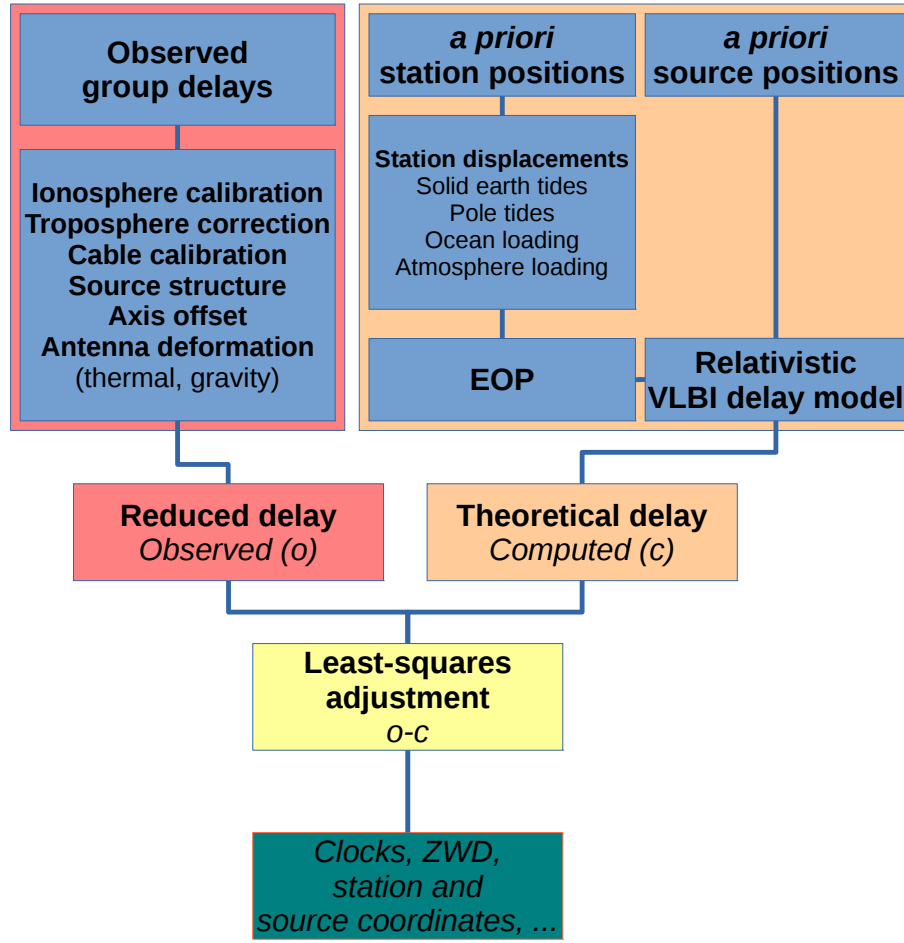 Observed
group delays
Ionosphere calibration
Troposphere correction
Cable calibration
Source structure
Axis offset
Antenna deformation
(thermal, gravity)
a priori
station positions
a priori
source positions
Station displacements
Solid earth tides
Pole tides
Ocean loading
Atmosphere loading
EOP
Relativistic
VLBI delay model
Reduced delay
Observed (o)
Theoretical delay
Computed (c)
Least-squares
adjustment
o-c
Clocks, ZWD,
station and
source coordinates, ...